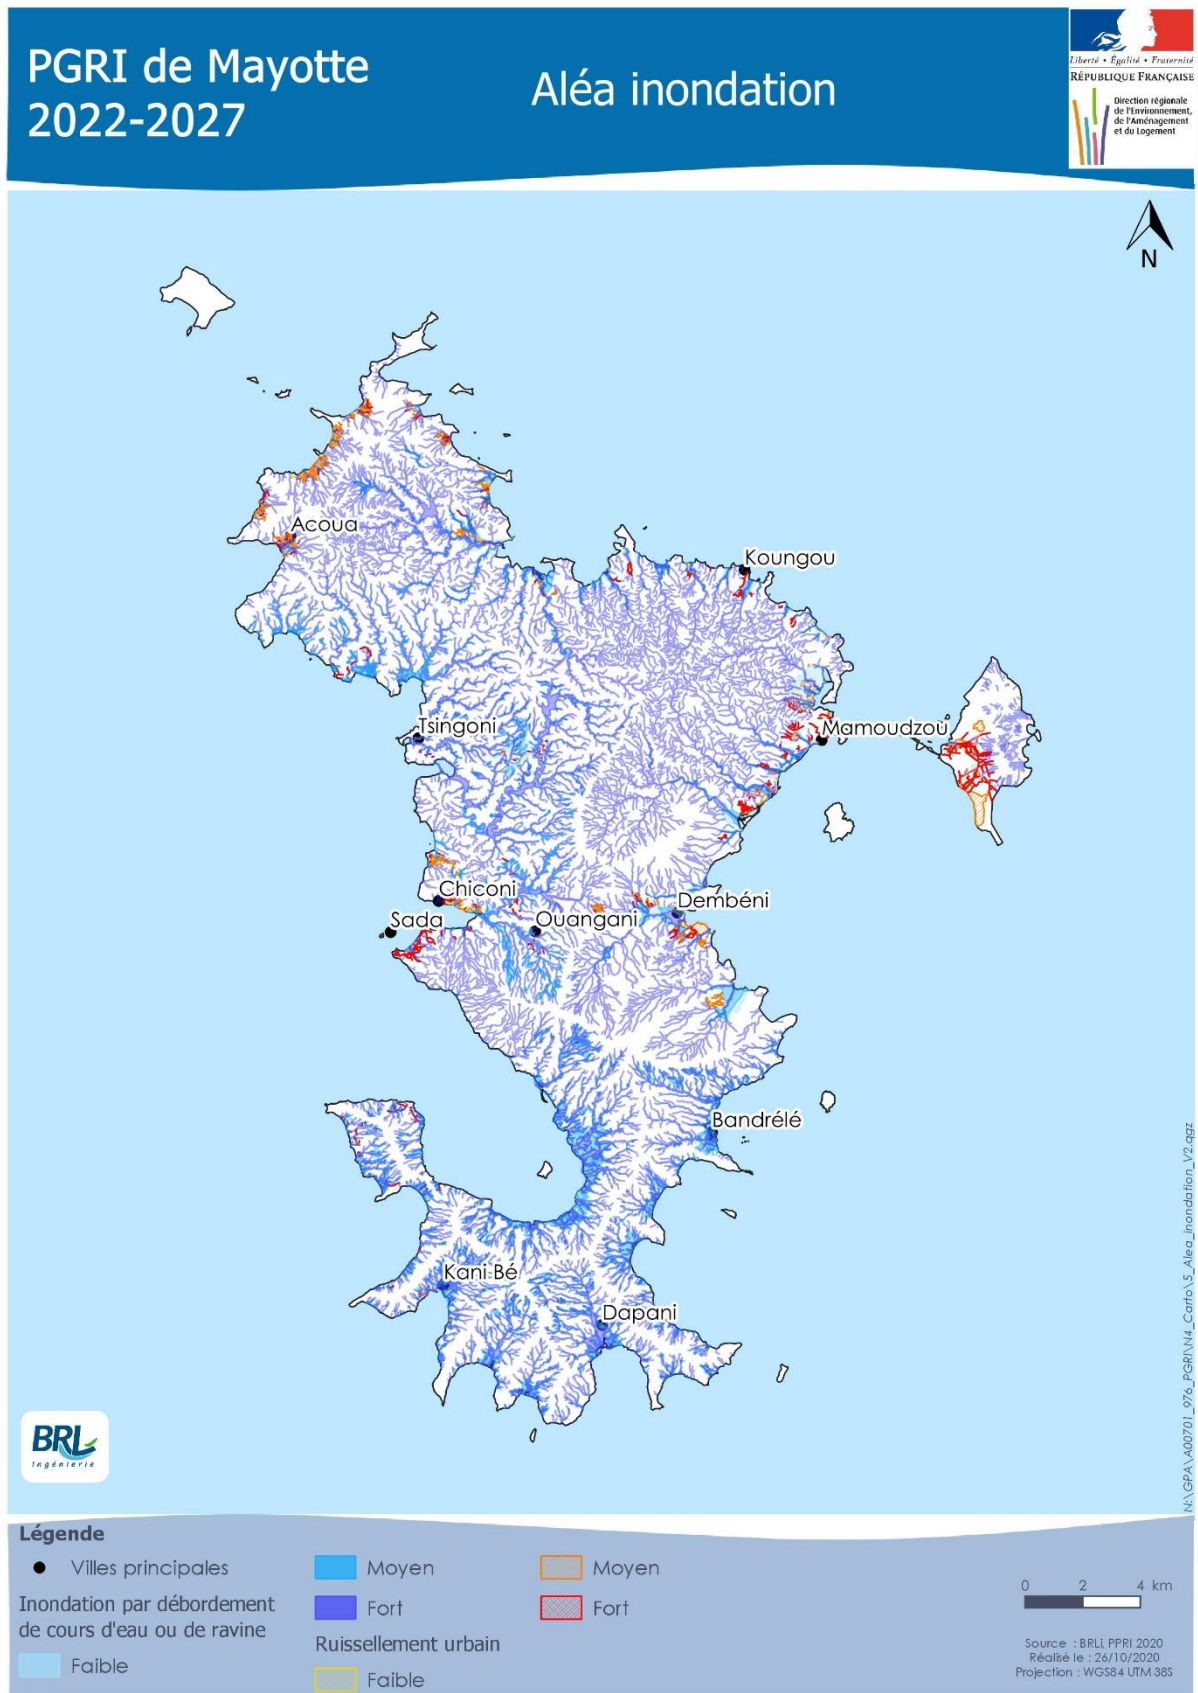 PGRI de Mayotte
2022-2027
Aléa inondation
Liberté • Égalité • Fraternité
RÉPUBLIQUE FRANÇAISE
Direction régionale
de l'Environnement,
de l'Aménagement
et du Logement
N
Acoua
Koungou
Tsingoni
Mamoudzou
Chiconi
Sada
Ouangani
Dembéni
Bandrélé
Kani Bé
Dapani
BRL
Ingénierie
N:\GPA\A00701_976_PGRI\N4_Carto\5_Alea_inondation_V2.qgz
Légende
Villes principales
Inondation par débordement
de cours d'eau ou de ravine
Faible
Moyen
Fort
Ruissellement urbain
Faible
Moyen
Fort
0 2 4 km
Source : BRLi, PPRI 2020
Réalisé le : 26/10/2020
Projection : WGS84 UTM 38S